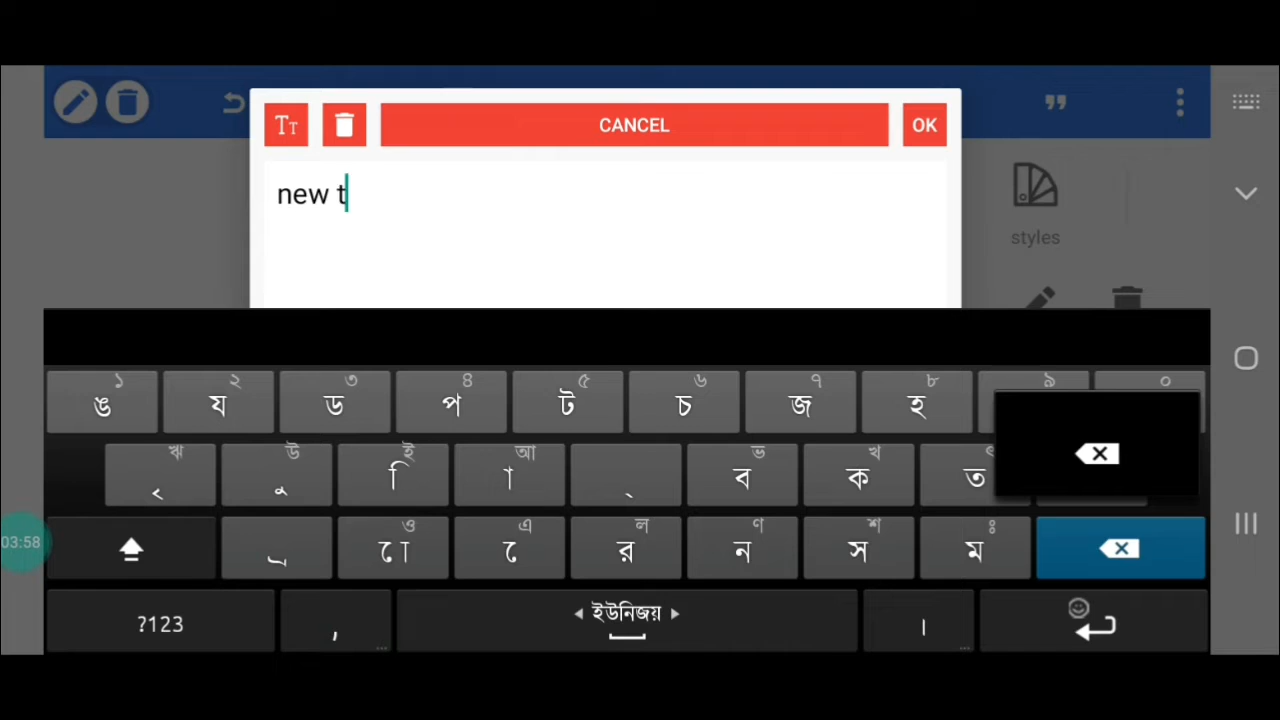 ”
Tт CANCEL OK
new t
styles
১ ২ ৩ ৪ ৫ ৬ ৭ ৮ ৯ ০
ঙ য ড প ট চ জ হ
ঋ উ ই আ ভ খ ৎ
ৃ ু ি া ্ ব ক ত
03:58
ও এ ল ণ শ ঃ
ো ে র ন স ম
?123 , ইউনিজয় ।